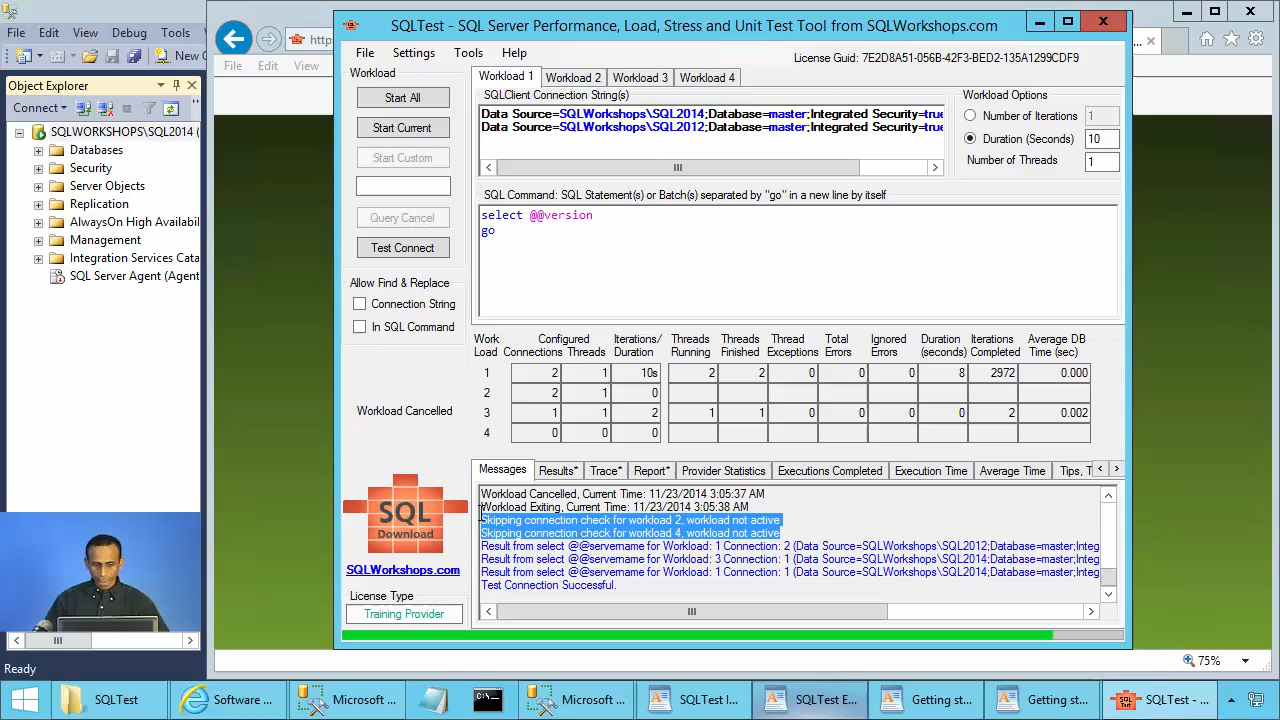 SQLTest - SQL Server Performance, Load, Stress and Unit Test Tool from SQLWorkshops.com
File Edit View Debug Tools
New
Object Explorer
Connect
SQLWORKSHOPS\SQL2014 (
Databases
Security
Server Objects
Replication
AlwaysOn High Availabil
Management
Integration Services Cata
SQL Server Agent (Agent
Ready
http
File Edit View
File Settings Tools Help
License Guid: 7E2D8A51-056B-42F3-BED2-135A1299CDF9
Workload
Start All
Start Current
Start Custom
Query Cancel
Test Connect
Allow Find & Replace
Connection String
In SQL Command
Workload Cancelled
SQL
Download
SQLWorkshops.com
License Type
Training Provider
Workload 1 Workload 2 Workload 3 Workload 4
SQLClient Connection String(s)
Data Source=SQLWorkshops\SQL2014;Database=master;Integrated Security=true
Data Source=SQLWorkshops\SQL2012;Database=master;Integrated Security=true
Workload Options
Number of Iterations 1
Duration (Seconds) 10
Number of Threads 1
SQL Command: SQL Statement(s) or Batch(s) separated by "go" in a new line by itself
select @@version
go
Work Configured Iterations/ Threads Threads Thread Total Ignored Duration Iterations Average DB
Load Connections Threads Duration Running Finished Exceptions Errors Errors (seconds) Completed Time (sec)
1 2 1 10s 2 2 0 0 0 8 2972 0.000
2 2 1 0
3 1 1 2 1 1 0 0 0 0 2 0.002
4 0 0 0
Messages Results* Trace* Report* Provider Statistics Executions Completed Execution Time Average Time Tips, T
Workload Cancelled, Current Time: 11/23/2014 3:05:37 AM
Workload Exiting, Current Time: 11/23/2014 3:05:38 AM
Skipping connection check for workload 2, workload not active
Skipping connection check for workload 4, workload not active
Result from select @@servername for Workload: 1 Connection: 2 (Data Source=SQLWorkshops\SQL2012;Database=master;Integ
Result from select @@servername for Workload: 3 Connection: 1 (Data Source=SQLWorkshops\SQL2014;Database=master;Integ
Result from select @@servername for Workload: 1 Connection: 1 (Data Source=SQLWorkshops\SQL2014;Database=master;Integ
Test Connection Successful.
75%
SQLTest Software ... Microsoft ... Microsoft ... SQLTest I... SQLTest E... Getting st... Getting st... SQLTest - ...